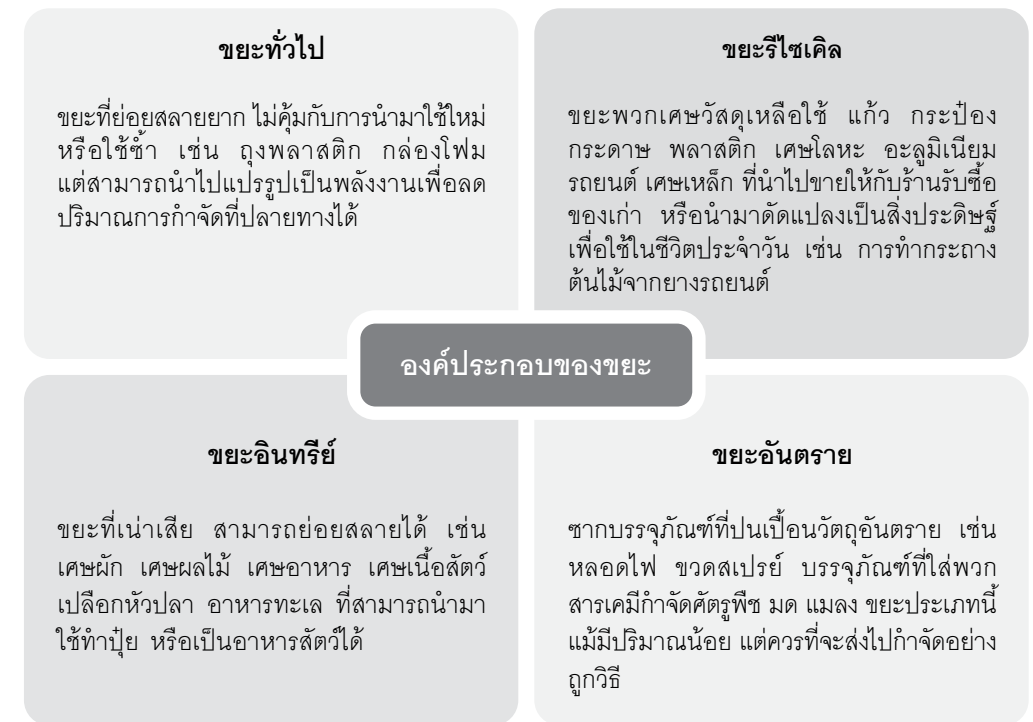 ขยะทั่วไป
ขยะที่ย่อยสลายยาก ไม่คุ้มกับการนำมาใช้ใหม่
หรือใช้ซ้ำ เช่น ถุงพลาสติก กล่องโฟม
แต่สามารถนำไปแปรรูปเป็นพลังงานเพื่อลด
ปริมาณการกำจัดที่ปลายทางได้
ขยะรีไซเคิล
ขยะพวกเศษวัสดุเหลือใช้ แก้ว กระป๋อง
กระดาษ พลาสติก เศษโลหะ อะลูมิเนียม
รถยนต์ เศษเหล็ก ที่นำไปขายให้กับร้านรับซื้อ
ของเก่า หรือนำมาดัดแปลงเป็นสิ่งประดิษฐ์
เพื่อใช้ในชีวิตประจำวัน เช่น การทำกระถาง
ต้นไม้จากยางรถยนต์
องค์ประกอบของขยะ
ขยะอินทรีย์
ขยะที่เน่าเสีย สามารถย่อยสลายได้ เช่น
เศษผัก เศษผลไม้ เศษอาหาร เศษเนื้อสัตว์
เปลือกหัวปลา อาหารทะเล ที่สามารถนำมา
ใช้ทำปุ๋ย หรือเป็นอาหารสัตว์ได้
ขยะอันตราย
ซากบรรจุภัณฑ์ที่ปนเปื้อนวัตถุอันตราย เช่น
หลอดไฟ ขวดสเปรย์ บรรจุภัณฑ์ที่ใส่พวก
สารเคมีกำจัดศัตรูพืช มด แมลง ขยะประเภทนี้
แม้มีปริมาณน้อย แต่ควรที่จะส่งไปกำจัดอย่าง
ถูกวิธี